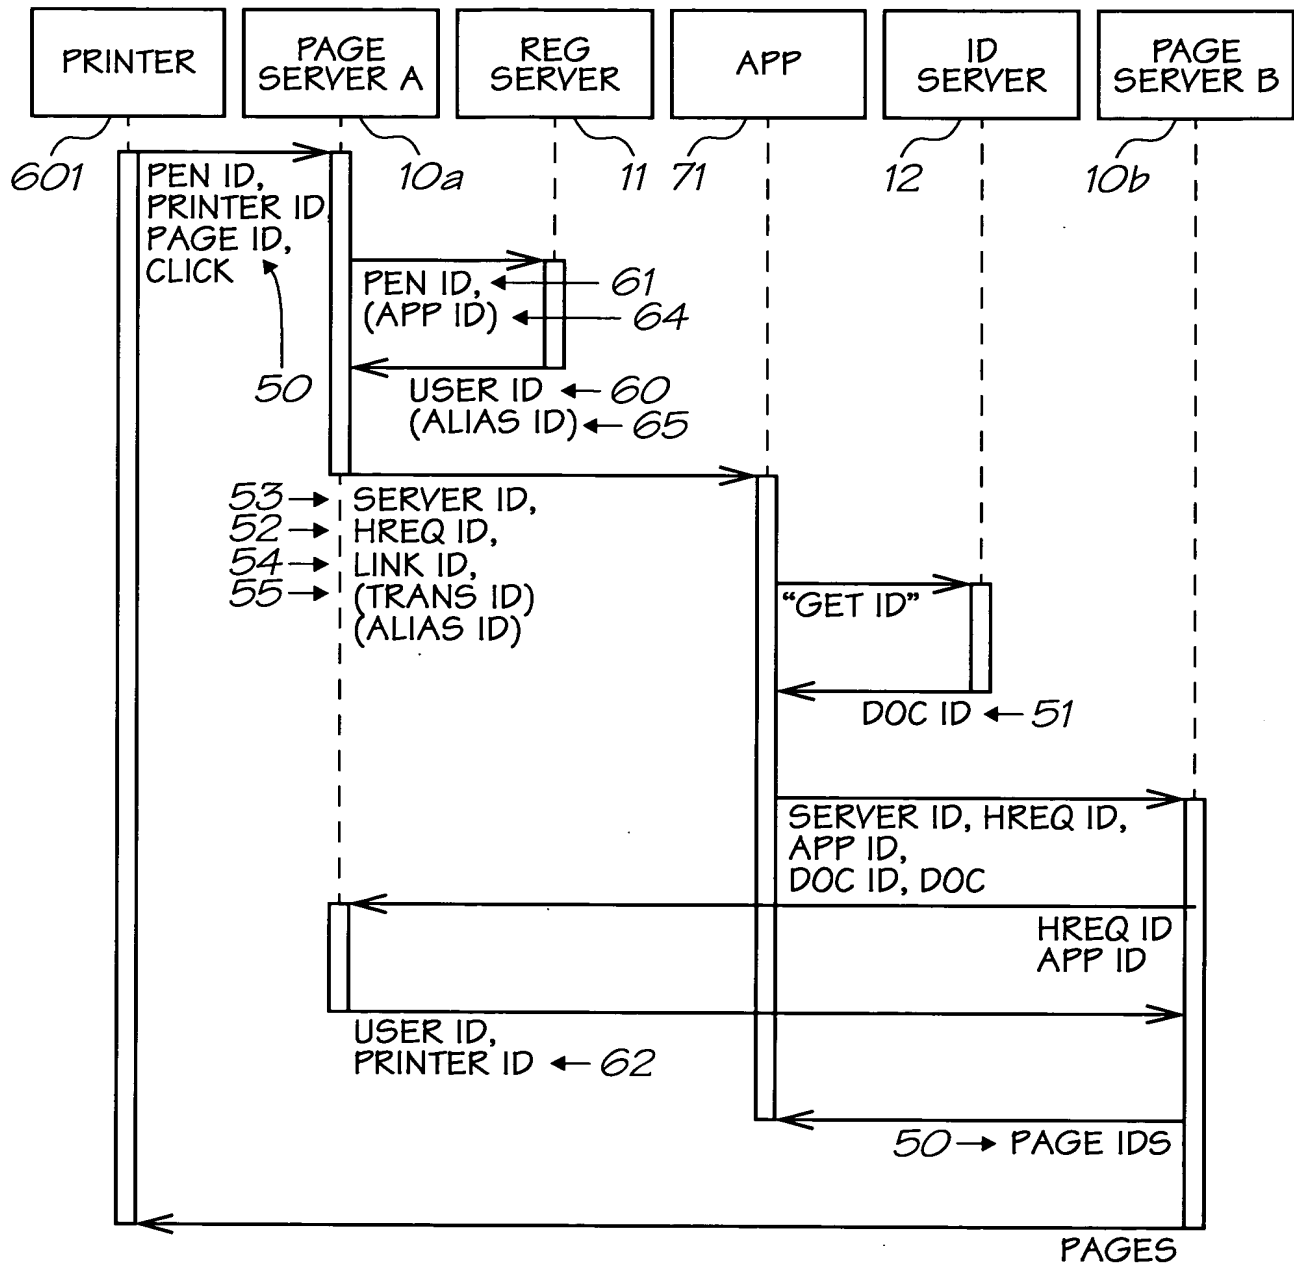 PRINTER
PAGE
SERVER A
REG
SERVER
APP
ID
SERVER
PAGE
SERVER B
601
10a
11
71
12
10b
PEN ID,
PRINTER ID
PAGE ID,
CLICK
50
PEN ID,
61
(APP ID)
64
USER ID
60
(ALIAS ID)
65
53
SERVER ID,
52
HREQ ID,
54
LINK ID,
55
(TRANS ID)
(ALIAS ID)
“GET ID”
DOC ID
51
SERVER ID, HREQ ID,
APP ID,
DOC ID, DOC
HREQ ID
APP ID
USER ID,
PRINTER ID
62
50
PAGE IDS
PAGES